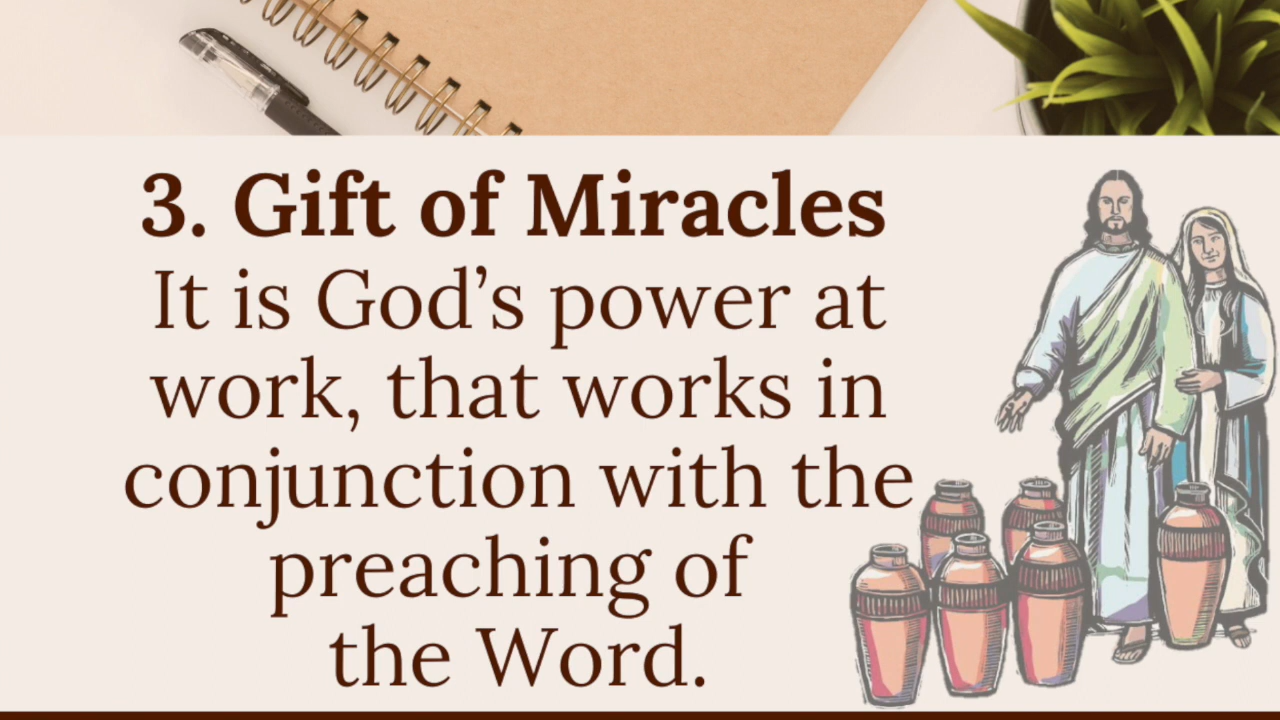 3. Gift of Miracles
It is God’s power at
work, that works in
conjunction with the
preaching of
the Word.